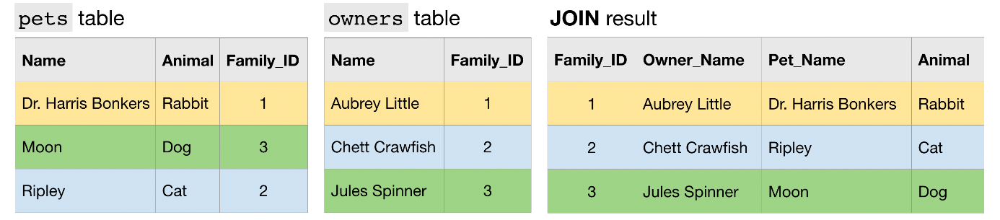 pets table
Name Animal Family_ID
Dr. Harris Bonkers Rabbit 1
Moon Dog 3
Ripley Cat 2
owners table
Name Family_ID
Aubrey Little 1
Chett Crawfish 2
Jules Spinner 3
JOIN result
Family_ID Owner_Name Pet_Name Animal
1 Aubrey Little Dr. Harris Bonkers Rabbit
2 Chett Crawfish Ripley Cat
3 Jules Spinner Moon Dog